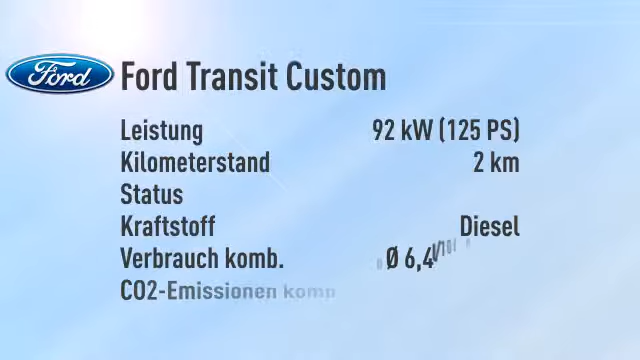 Ford
Ford Transit Custom
Leistung 92 kW (125 PS)
Kilometerstand 2 km
Status
Kraftstoff Diesel
Verbrauch komb. Ø 6,4
CO2-Emissionen komp